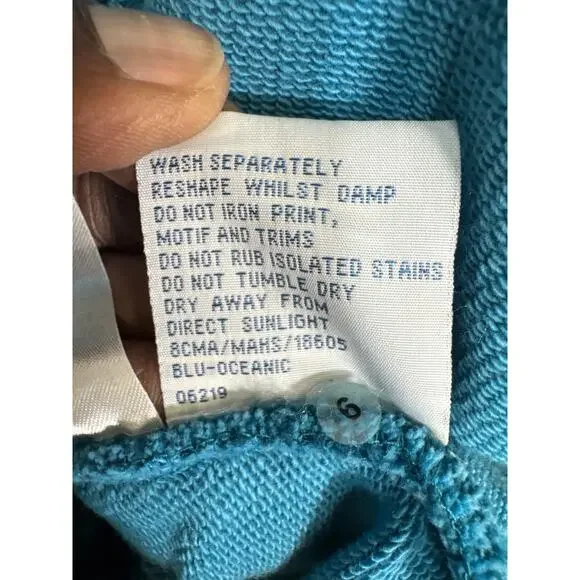 WASH SEPARATELY
RESHAPE WHILST DAMP
DO NOT IRON PRINT,
MOTIF AND TRIMS
DO NOT RUB ISOLATED STAINS
DO NOT TUMBLE DRY
DRY AWAY FROM
DIRECT SUNLIGHT
8CMA/MAHS/18605
BLU-OCEANIC
06219
6